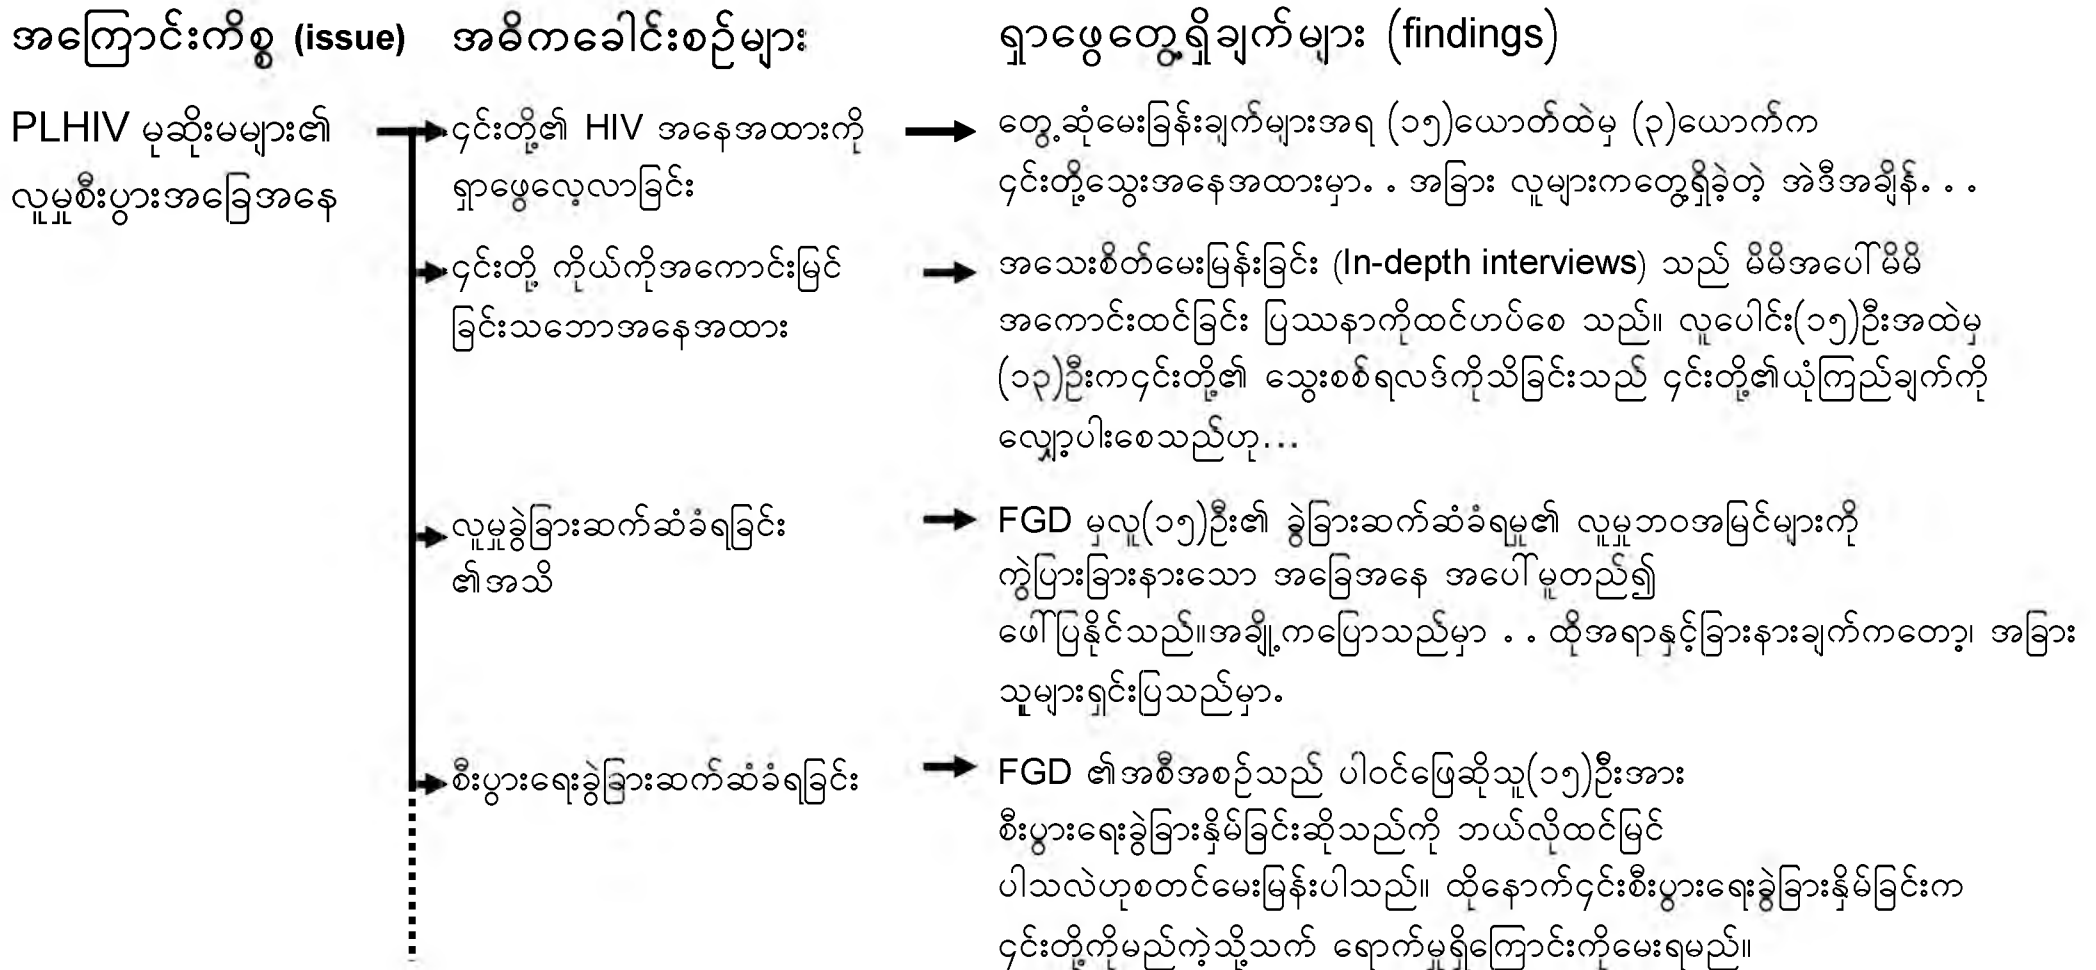 အကြောင်းကိစ္စ (issue) အဓိကခေါင်းစဉ်များ ရှာဖွေတွေ့ရှိချက်များ (findings)
PLHIV မုဆိုးမများ၏
လူမှုစီးပွားအခြေအနေ
၄င်းတို့၏ HIV အနေအထားကို
ရှာဖွေလေ့လာခြင်း
တွေ့ဆုံမေးခြန်းချက်များအရ (၁၅)ယောတ်ထဲမှ (၃)ယောက်က
၄င်းတို့သွေးအနေအထားမှာ. . အခြား လူများကတွေ့ရှိခဲ့တဲ့ အဲဒီအချိန်. . .
၄င်းတို့ ကိုယ်ကိုအကောင်းမြင်
ခြင်းသဘောအနေအထား
အသေးစိတ်မေးမြန်းခြင်း (In-depth interviews) သည် မိမိအပေါ်မိမိ
အကောင်းထင်ခြင်း ပြဿနာကိုထင်ဟပ်စေ သည်။ လူပေါင်း(၁၅)ဦးအထဲမှ
(၁၃)ဦးက၄င်းတို့၏ သွေးစစ်ရလဒ်ကိုသိခြင်းသည် ၄င်းတို့၏ယုံကြည်ချက်ကို
လျှော့ပါးစေသည်ဟု...
လူမှုခွဲခြားဆက်ဆံခံရခြင်း
၏အသိ
FGD မှလူ(၁၅)ဦး၏ ခွဲခြားဆက်ဆံခံရမှု၏ လူမှုဘဝအမြင်များကို
ကွဲပြားခြားနားသော အခြေအနေ အပေါ်မူတည်၍
ဖေါ်ပြနိုင်သည်။အချို့ကပြောသည်မှာ . . ထိုအရာနှင့်ခြားနားချက်ကတော့၊ အခြား
သူများရှင်းပြသည်မှာ.
စီးပွားရေးခွဲခြားဆက်ဆံခံရခြင်း
FGD ၏အစီအစဉ်သည် ပါဝင်ဖြေဆိုသူ(၁၅)ဦးအား
စီးပွားရေးခွဲခြားနှိမ်ခြင်းဆိုသည်ကို ဘယ်လိုထင်မြင်
ပါသလဲဟုစတင်မေးမြန်းပါသည်။ ထို့နောက်၄င်းစီးပွားရေးခွဲခြားနှိမ်ခြင်းက
၄င်းတို့ကိုမည်ကဲ့သို့သက် ရောက်မှုရှိကြောင်းကိုမေးရမည်။